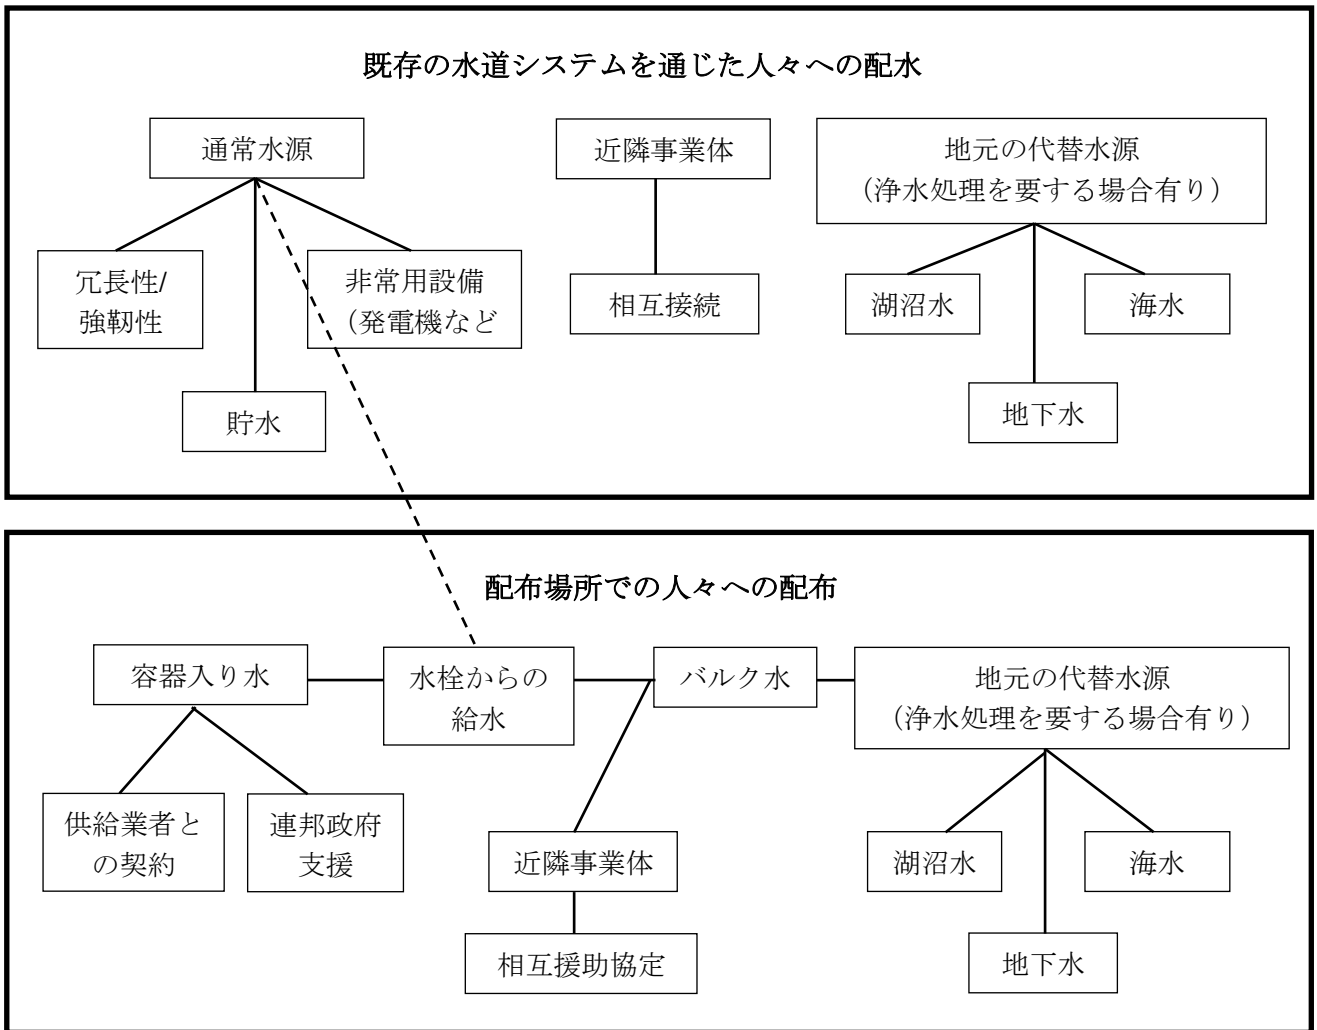 既存の水道システムを通じた人々への配水
通常水源
近隣事業体
地元の代替水源
（浄水処理を要する場合有り）
冗長性/
強靭性
非常用設備
（発電機など
相互接続
湖沼水
海水
貯水
地下水
配布場所での人々への配布
容器入り水
水栓からの
給水
バルク水
地元の代替水源
（浄水処理を要する場合有り）
供給業者と
の契約
連邦政府
支援
近隣事業体
湖沼水
海水
相互援助協定
地下水